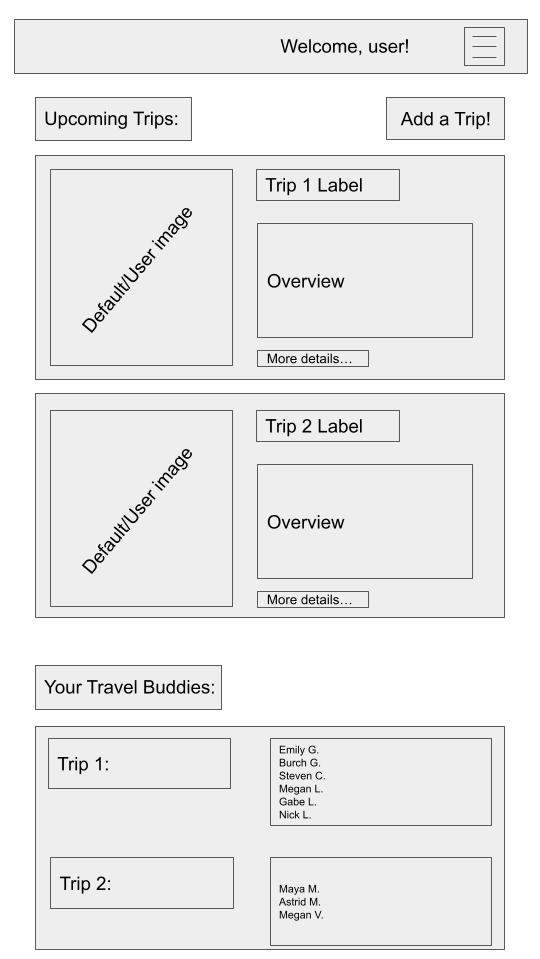 Welcome, user!
Upcoming Trips:
Add a Trip!
Default/User image
Trip 1 Label
Overview
More details...
Default/User image
Trip 2 Label
Overview
More details...
Your Travel Buddies:
Trip 1:
Emily G.
Burch G.
Steven C.
Megan L.
Gabe L.
Nick L.
Trip 2:
Maya M.
Astrid M.
Megan V.